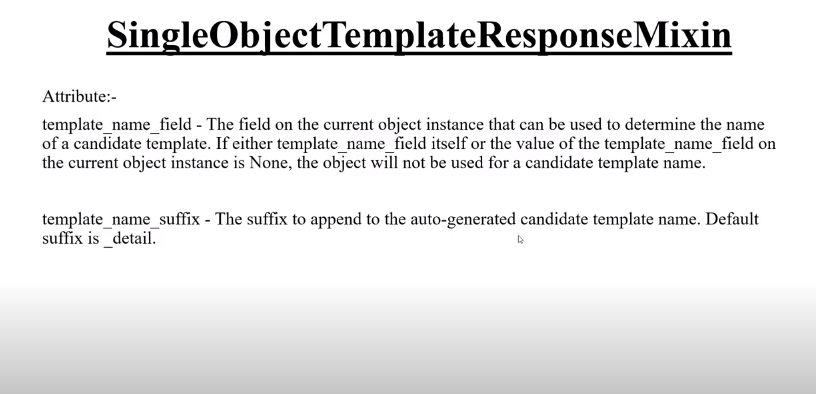 SingleObjectTemplateResponseMixin
Attribute:-
template_name_field - The field on the current object instance that can be used to determine the name
of a candidate template. If either template_name_field itself or the value of the template_name_field on
the current object instance is None, the object will not be used for a candidate template name.
template_name_suffix - The suffix to append to the auto-generated candidate template name. Default
suffix is _detail.